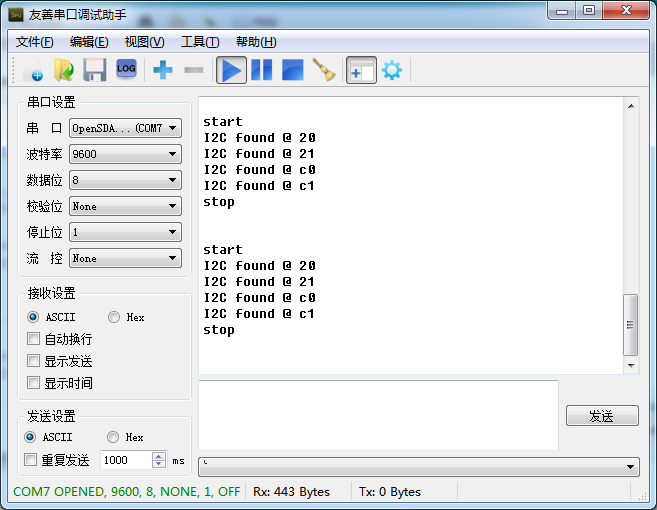 友善串口调试助手
文件(F) 编辑(E) 视图(V) 工具(T) 帮助(H)
LOG
串口设置
串 口 OpenSDA...(COM7
波特率 9600
数据位 8
校验位 None
停止位 1
流 控 None
接收设置
ASCII Hex
自动换行
显示发送
显示时间
发送设置
ASCII Hex
重复发送 1000 ms
start
I2C found @ 20
I2C found @ 21
I2C found @ c0
I2C found @ c1
stop
start
I2C found @ 20
I2C found @ 21
I2C found @ c0
I2C found @ c1
stop
发送
COM7 OPENED, 9600, 8, NONE, 1, OFF Rx: 443 Bytes Tx: 0 Bytes